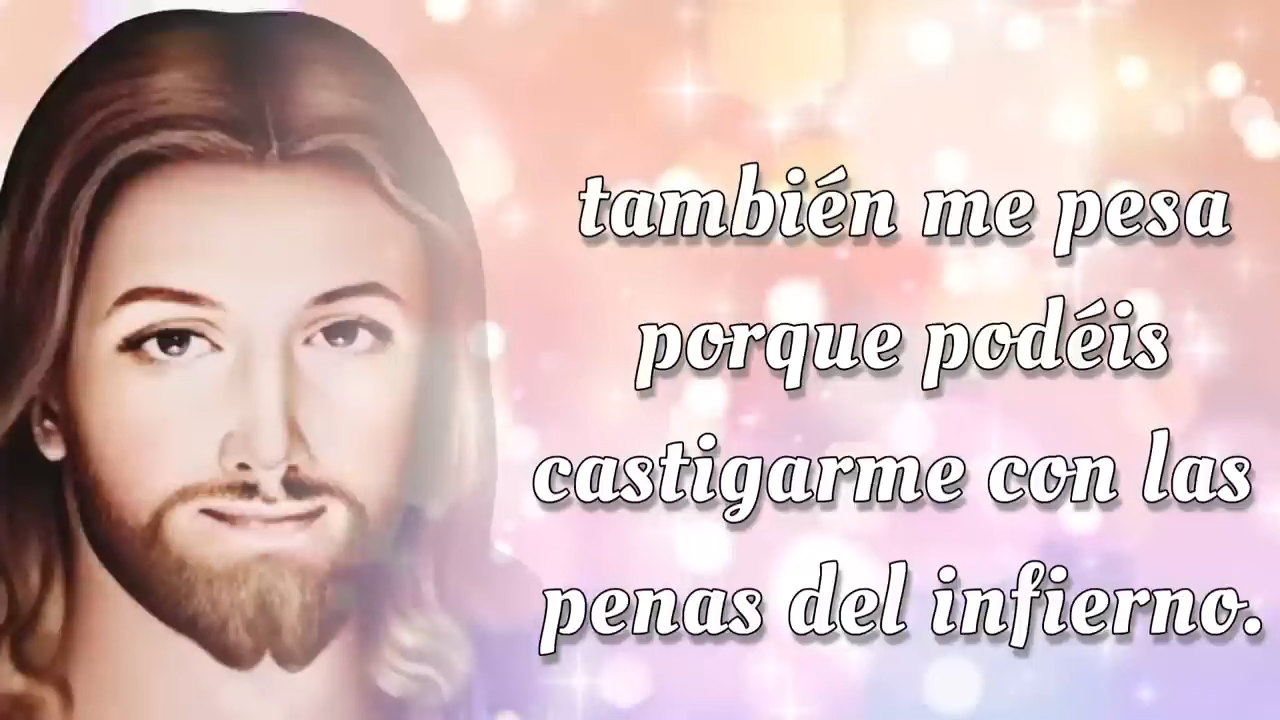 también me pesa
porque podéis
castigarme con las
penas del infierno.